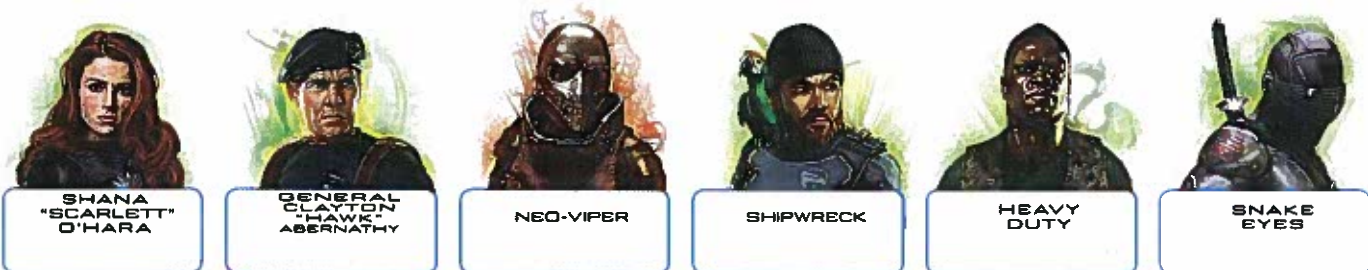 SHANA
"SCARLETT"
O'HARA
GENERAL
CLAYTON
"HAWK"
ABERNATHY
NEO-VIPER
SHIPWRECK
HEAVY
DUTY
SNAKE
EYES